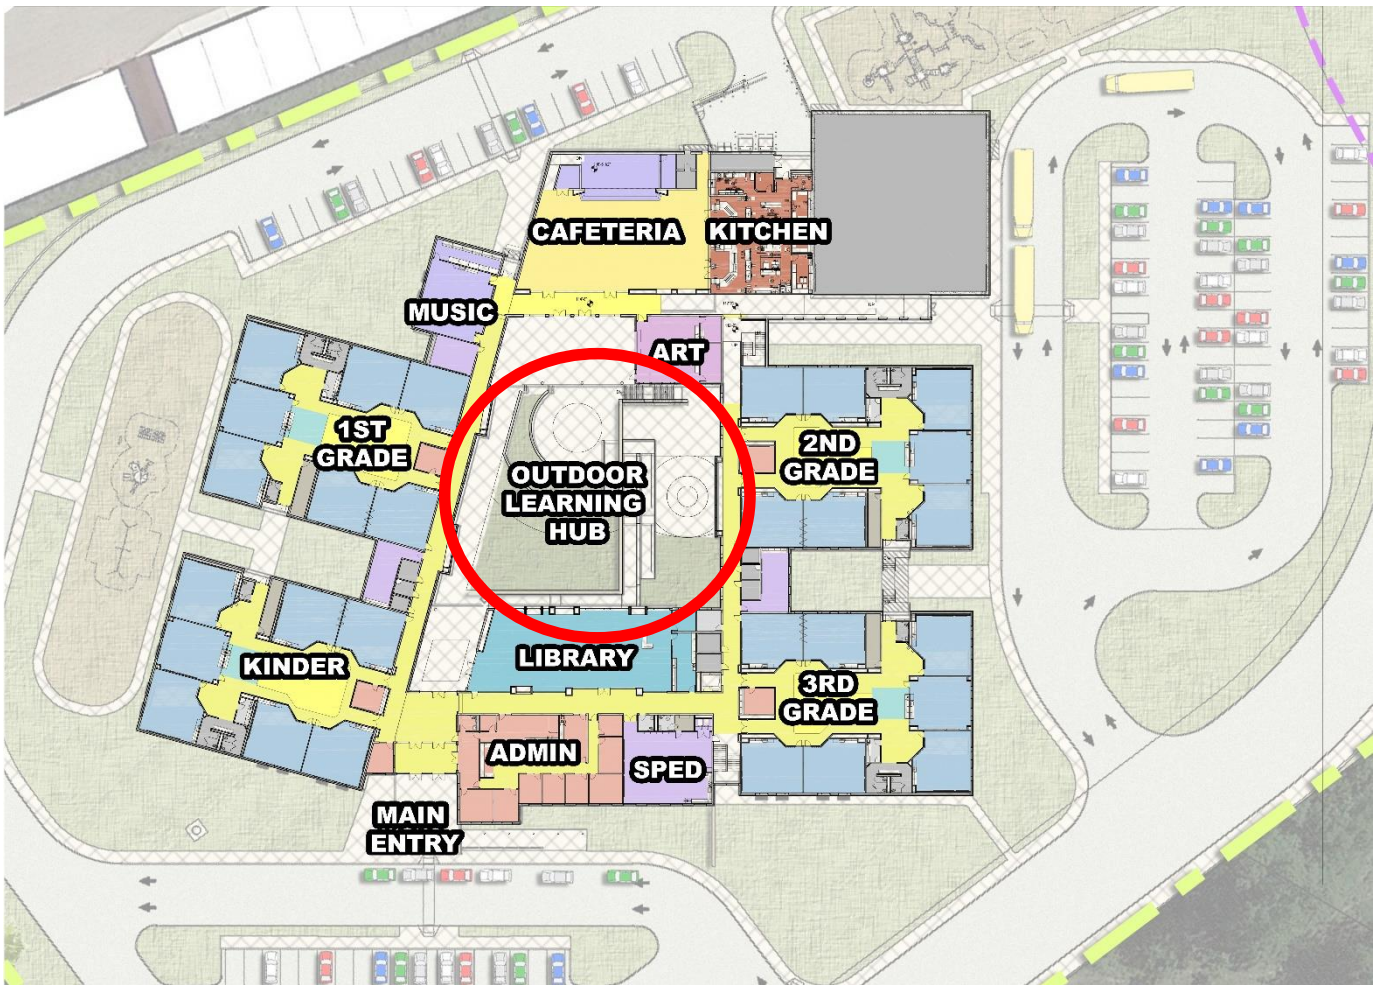 CAFETERIA
KITCHEN
MUSIC
ART
1ST
GRADE
2ND
GRADE
OUTDOOR
LEARNING
HUB
KINDER
LIBRARY
3RD
GRADE
ADMIN
SPED
MAIN
ENTRY